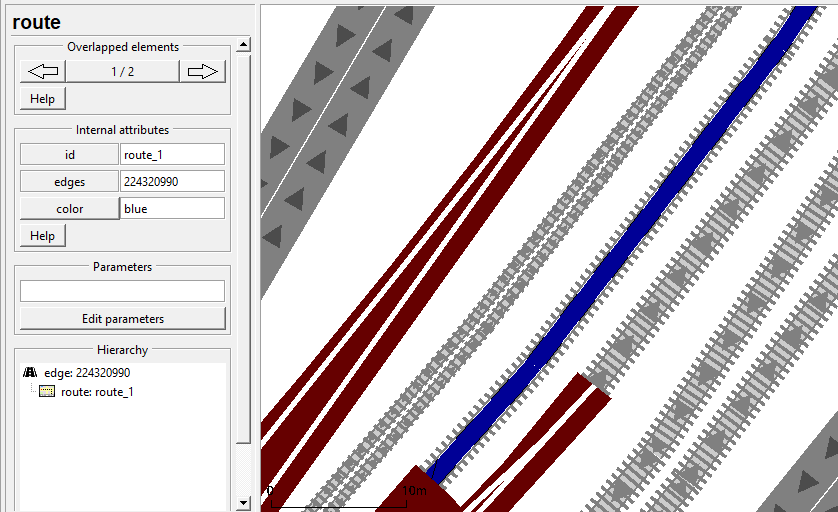 route
Overlapped elements
1 / 2
Help
Internal attributes
id route_1
edges 224320990
color blue
Help
Parameters
Edit parameters
Hierarchy
edge: 224320990
route: route_1
0 10m